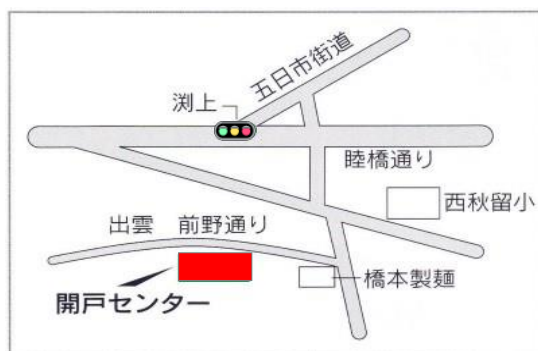 五日市街道
渕上
睦橋通り
西秋留小
出雲　前野通り
橋本製麺
開戸センター